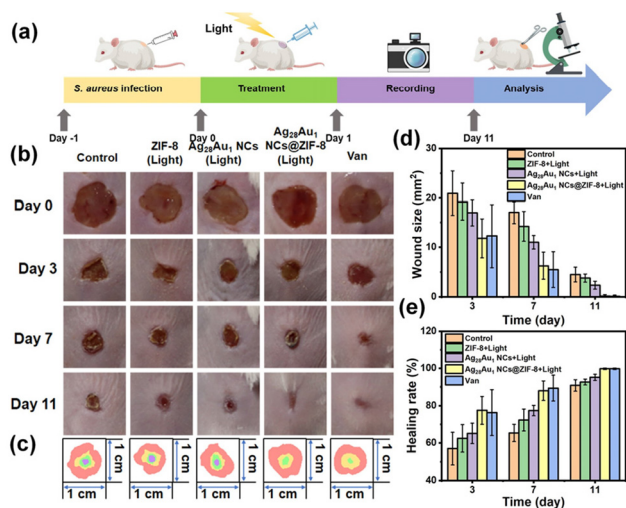 (a)
Light
S. aureus infection
Treatment
Recording
Analysis
Day -1
Day 0
Day 1
Day 11
(b)
Control
ZIF-8
(Light)
Ag₂₈Au₁ NCs
(Light)
Ag₂₈Au₁
NCs@ZIF-8
(Light)
Van
Day 0
Day 3
Day 7
Day 11
(c)
1 cm
1 cm
1 cm
1 cm
1 cm
1 cm
1 cm
1 cm
1 cm
1 cm
(d)
Control
ZIF-8+Light
Ag₂₈Au₁ NCs+Light
Ag₂₈Au₁ NCs@ZIF-8+Light
Van
Wound size (mm²)
30
20
10
0
3
7
11
Time (day)
(e)
Control
ZIF-8+Light
Ag₂₈Au₁ NCs+Light
Ag₂₈Au₁ NCs@ZIF-8+Light
Van
Healing rate (%)
120
100
80
60
40
3
7
11
Time (day)